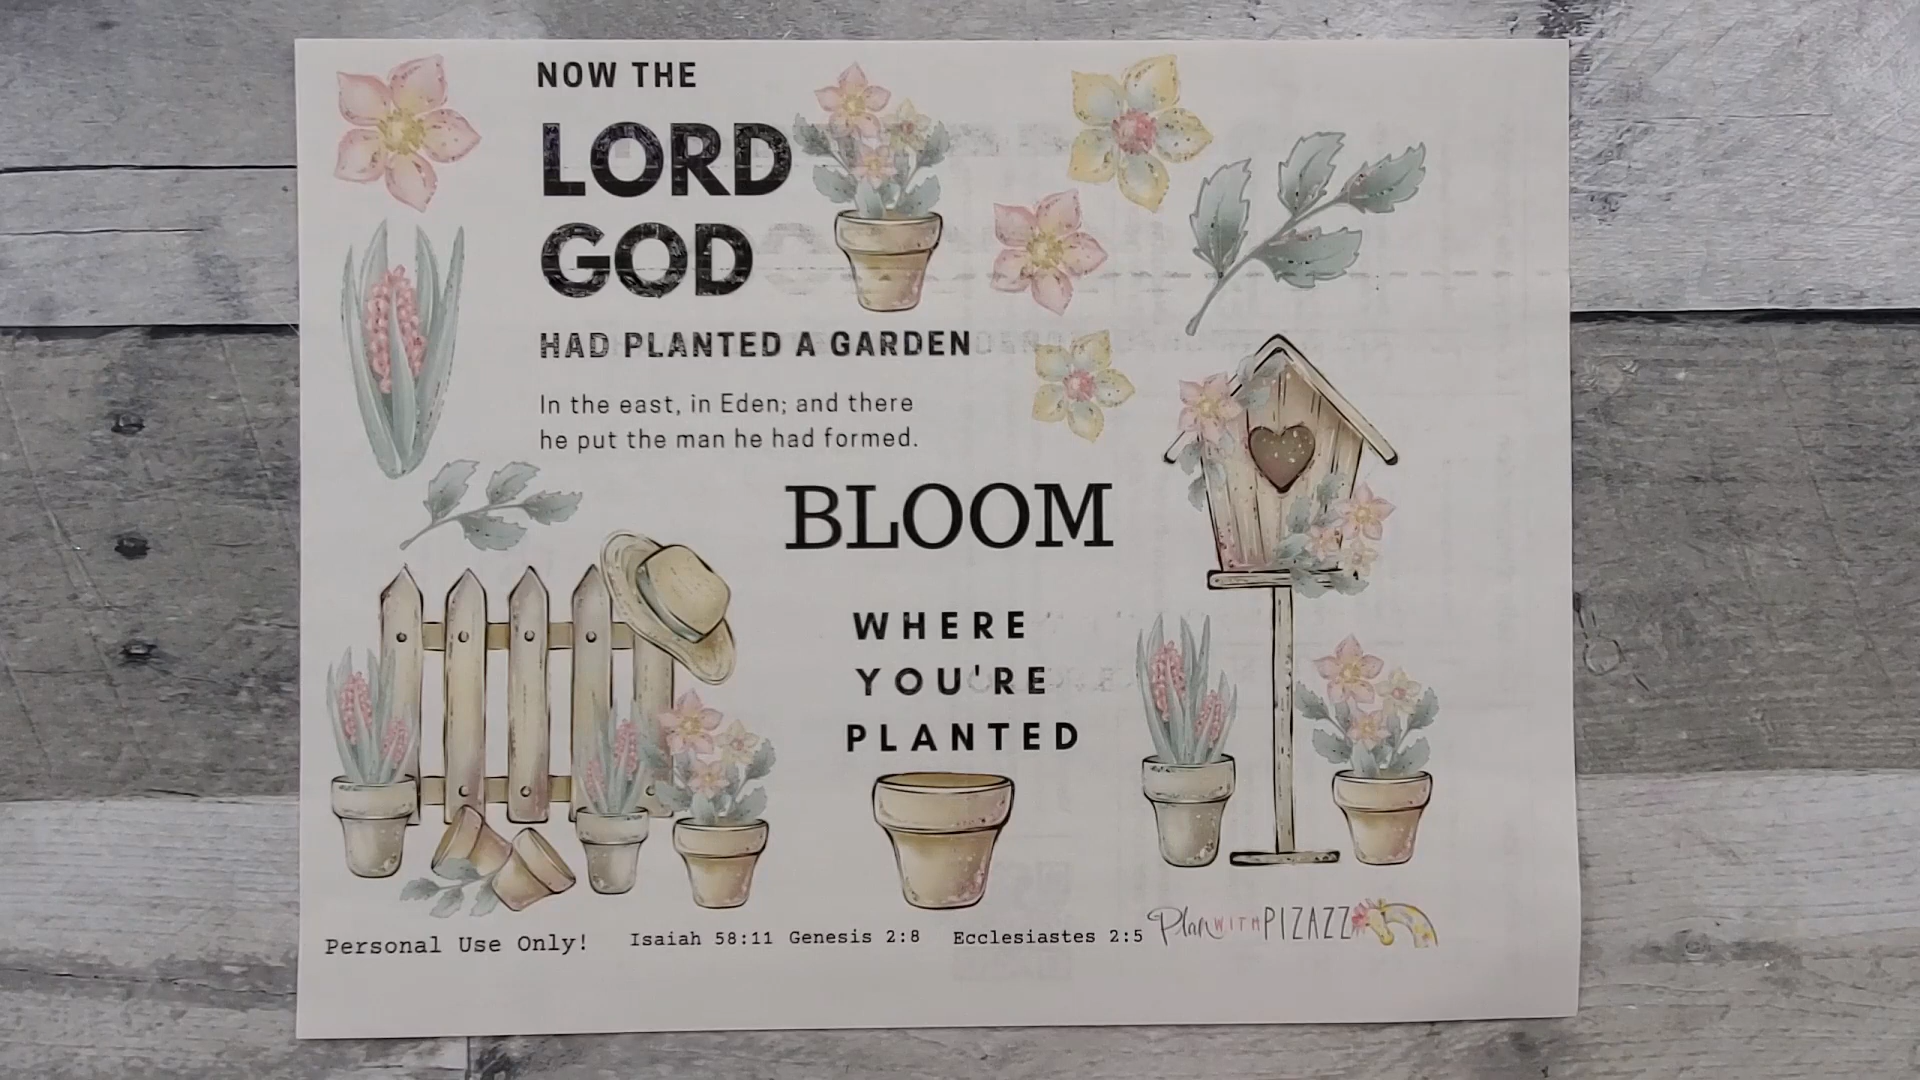 NOW THE
LORD
GOD
HAD PLANTED A GARDEN
In the east, in Eden; and there
he put the man he had formed.
BLOOM
WHERE
YOU'RE
PLANTED
Personal Use Only! Isaiah 58:11 Genesis 2:8 Ecclesiastes 2:5 Plan WITH PIZAZZ